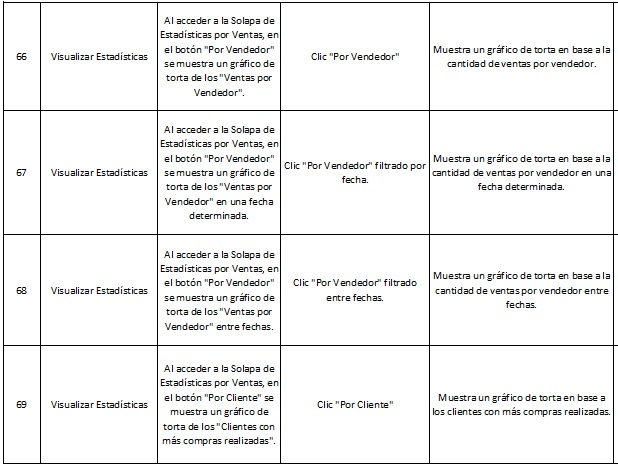 66
Visualizar Estadísticas
Al acceder a la Solapa de
Estadísticas por Ventas, en
el botón "Por Vendedor"
se muestra un gráfico de
torta de los "Ventas por
Vendedor".
Clic "Por Vendedor"
Muestra un gráfico de torta en base a la
cantidad de ventas por vendedor.
67
Visualizar Estadísticas
Al acceder a la Solapa de
Estadísticas por Ventas, en
el botón "Por Vendedor"
se muestra un gráfico de
torta de los "Ventas por
Vendedor" en una fecha
determinada.
Clic "Por Vendedor" filtrado por
fecha.
Muestra un gráfico de torta en base a la
cantidad de ventas por vendedor en una
fecha determinada.
68
Visualizar Estadísticas
Al acceder a la Solapa de
Estadísticas por Ventas, en
el botón "Por Vendedor"
se muestra un gráfico de
torta de los "Ventas por
Vendedor" entre fechas.
Clic "Por Vendedor" filtrado
entre fechas.
Muestra un gráfico de torta en base a la
cantidad de ventas por vendedor entre
fechas.
69
Visualizar Estadísticas
Al acceder a la Solapa de
Estadísticas por Ventas, en
el botón "Por Cliente" se
muestra un gráfico de
torta de los "Clientes con
más compras realizadas".
Clic "Por Cliente"
Muestra un gráfico de torta en base a
los clientes con más compras realizadas.